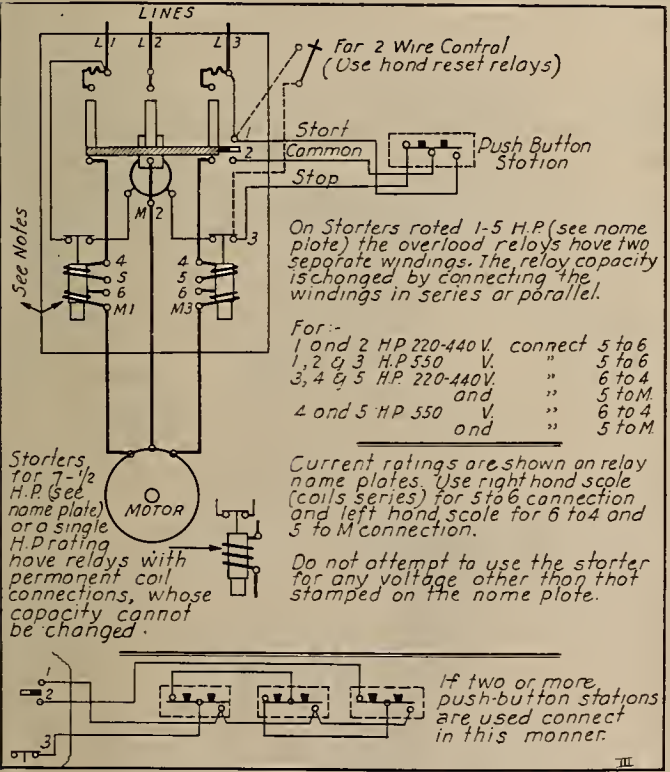 LINES
L 1 L 2 L 3
For 2 Wire Control
(Use hand reset relays)
1
Start
2
Common
Stop
Push Button
Station
M 2
3
See Notes
4
5
6
M1
4
5
6
M3
On Starters rated 1-5 H.P. (see name
plate) the overload relays have two
separate windings. The relay capacity
is changed by connecting the
windings in series or parallel.
For:-
1 and 2 HP 220-440 V. connect 5 to 6
1, 2 & 3 HP 550 V. " 5 to 6
3, 4 & 5 H.P. 220-440 V. " 6 to 4
and " 5 to M.
4 and 5 HP 550 V. " 6 to 4
and " 5 to M.
Starters
for 7-1/2
H.P. (see
name plate)
or a single
H.P rating
have relays with
permanent coil
connections, whose
capacity cannot
be changed.
MOTOR
Current ratings are shown on relay
name plates. Use right hand scale
(coils series) for 5 to 6 connection
and left hand scale for 6 to 4 and
5 to M connection.
Do not attempt to use the starter
for any voltage other than that
stamped on the name plate.
1
2
3
If two or more
push-button stations
are used connect
in this manner.
III